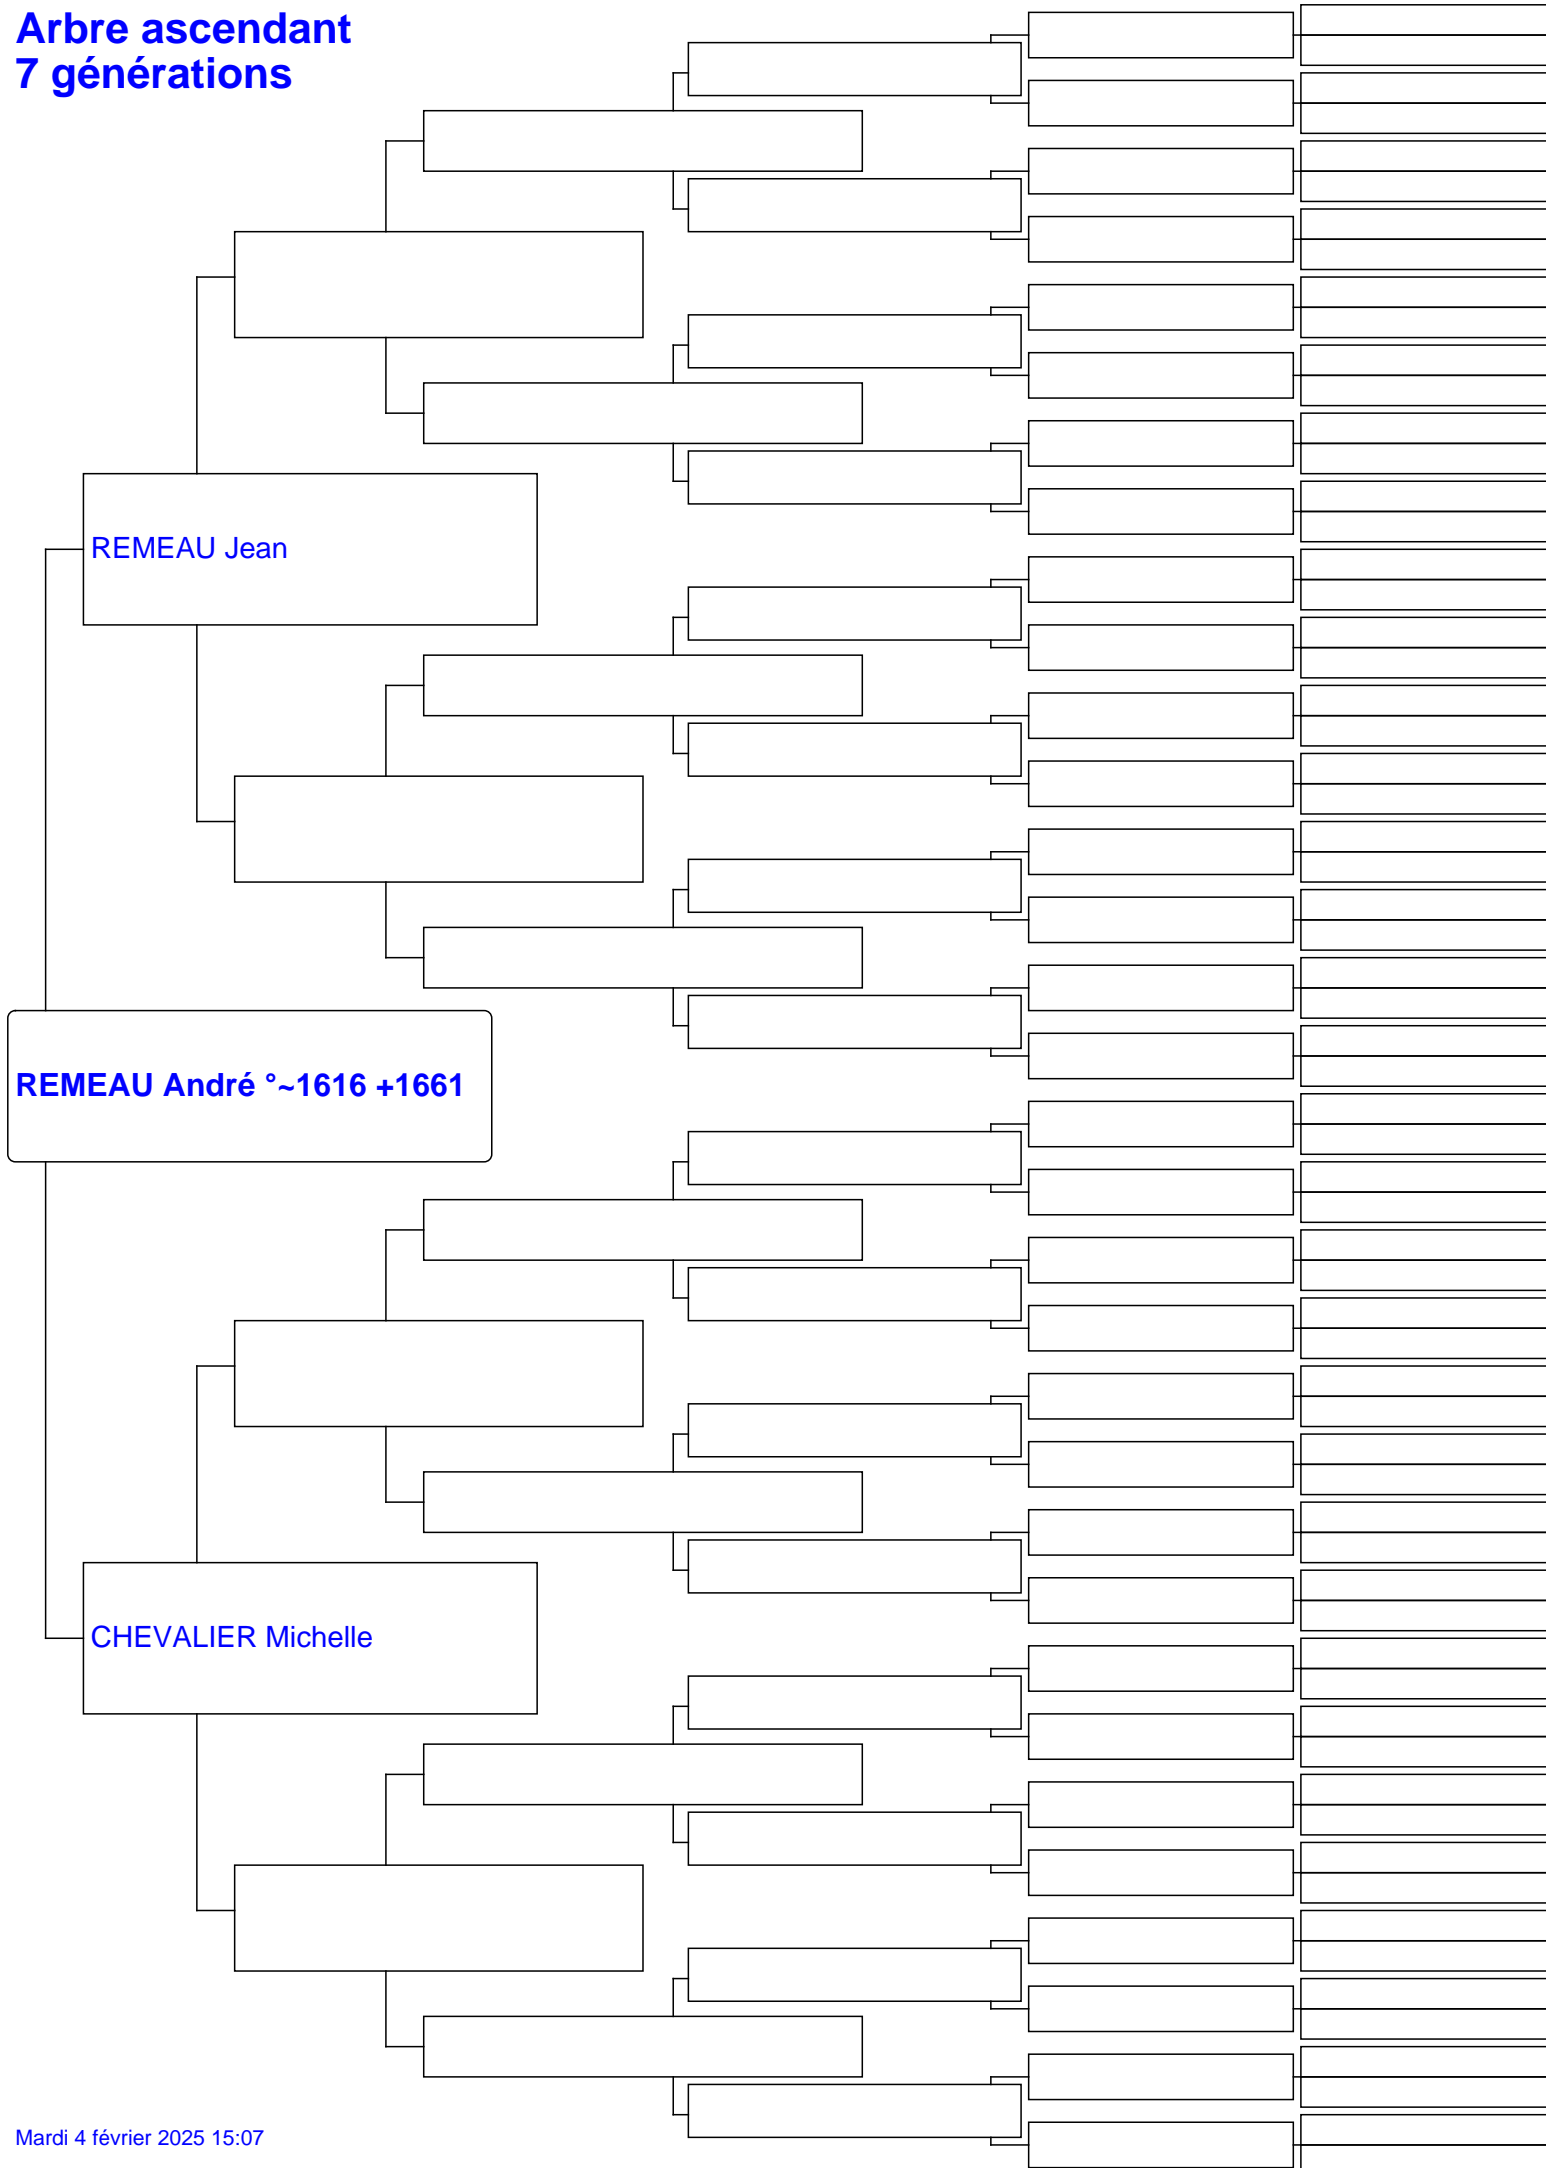 Arbre ascendant
7 générations
REMEAU Jean
REMEAU André °~1616 +1661
CHEVALIER Michelle
Mardi 4 février 2025 15:07